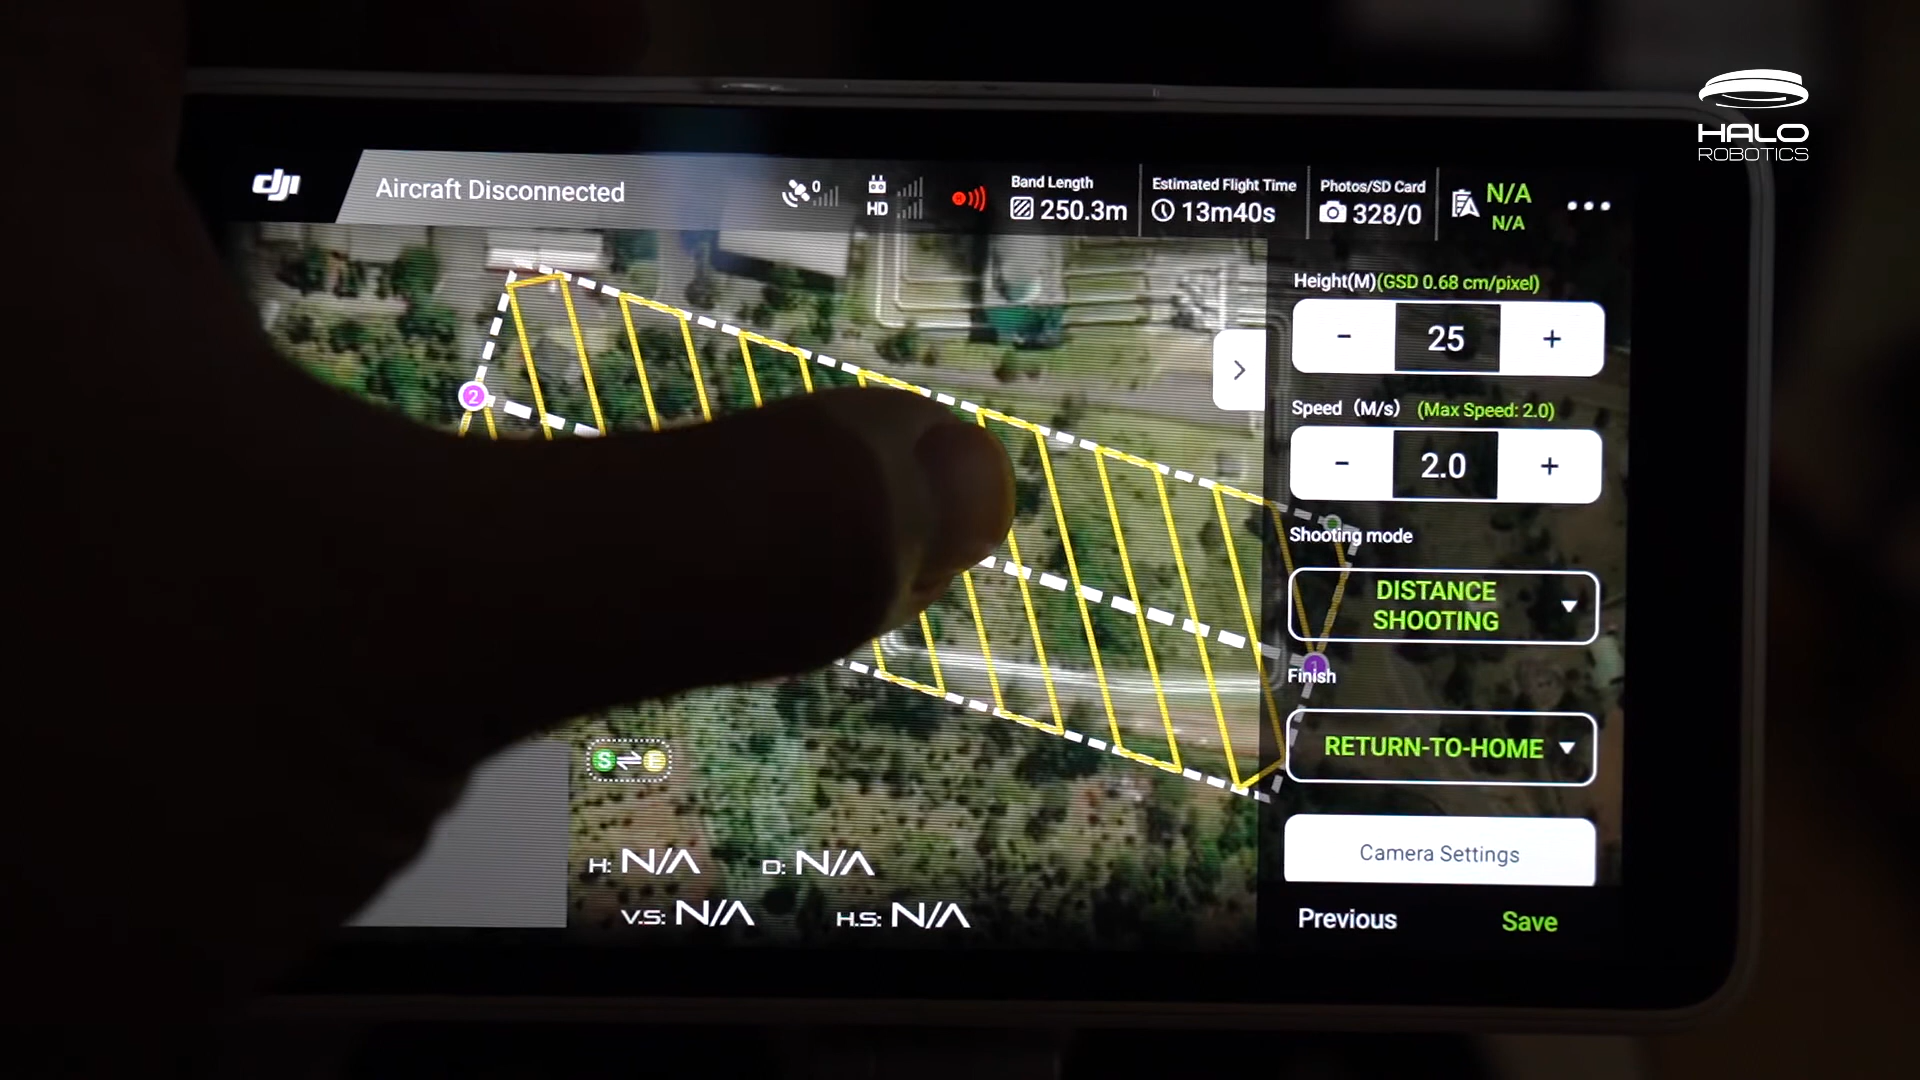 HALO
ROBOTICS
dji
Aircraft Disconnected
0
HD
Band Length
250.3m
Estimated Flight Time
13m40s
Photos/SD Card
328/0
N/A
N/A
Height(M)(GSD 0.68 cm/pixel)
- 25 +
Speed (M/s) (Max Speed: 2.0)
- 2.0 +
Shooting mode
DISTANCE
SHOOTING
Finish
RETURN-TO-HOME
Camera Settings
Previous Save
2
1
S E
H: N/A D: N/A
V.S: N/A H.S: N/A